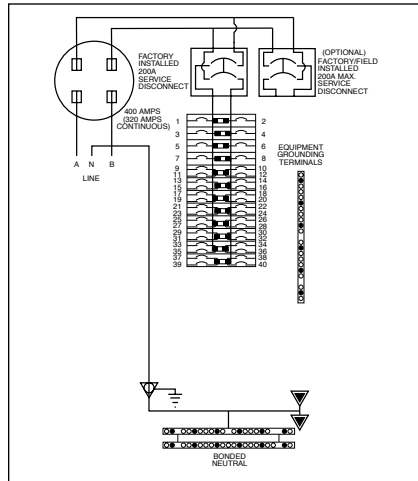 FACTORY
INSTALLED
200A
SERVICE
DISCONNECT
(OPTIONAL)
FACTORY/FIELD
INSTALLED
200A MAX.
SERVICE
DISCONNECT
400 AMPS
(320 AMPS
CONTINUOUS)
A N B
LINE
1 2
3 4
5 6
7 8
9 10
11 12
13 14
15 16
17 18
19 20
21 22
23 24
25 26
27 28
29 30
31 32
33 34
35 36
37 38
39 40
EQUIPMENT
GROUNDING
TERMINALS
BONDED
NEUTRAL